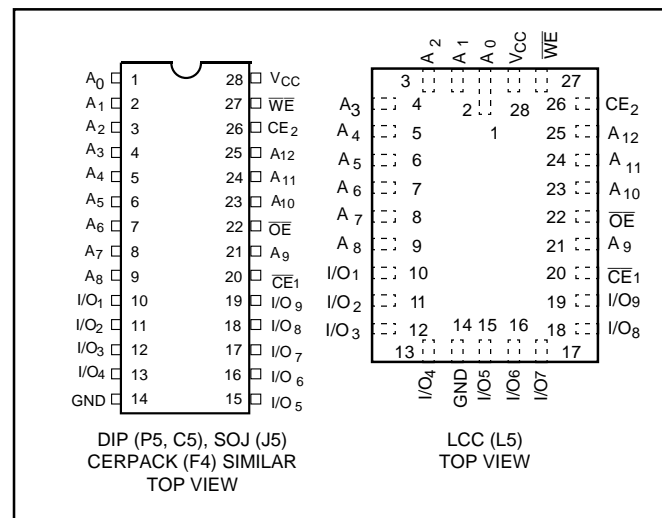 A0 1 28 VCC
A1 2 27 W̅E̅
A2 3 26 CE2
A3 4 25 A12
A4 5 24 A11
A5 6 23 A10
A6 7 22 O̅E̅
A7 8 21 A9
A8 9 20 C̅E̅1
I/O1 10 19 I/O9
I/O2 11 18 I/O8
I/O3 12 17 I/O7
I/O4 13 16 I/O6
GND 14 15 I/O5
DIP (P5, C5), SOJ (J5)
CERPACK (F4) SIMILAR
TOP VIEW
A2 A1 A0 VCC W̅E̅
3 2 1 28 27
A3 4 26 CE2
A4 5 25 A12
A5 6 24 A11
A6 7 23 A10
A7 8 22 O̅E̅
A8 9 21 A9
I/O1 10 20 C̅E̅1
I/O2 11 19 I/O9
I/O3 12 18 I/O8
13 14 15 16 17
I/O4 GND I/O5 I/O6 I/O7
LCC (L5)
TOP VIEW